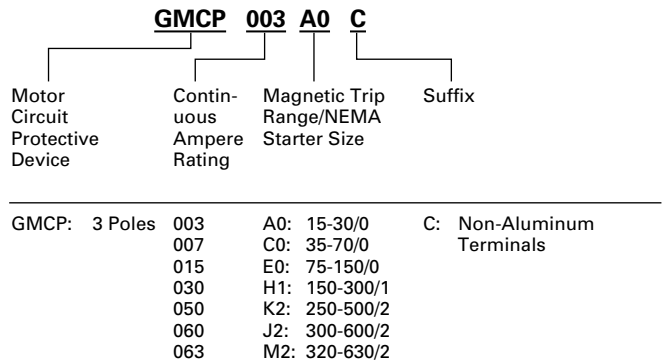 GMCP 003 A0 C
Motor Circuit Protective Device
Continuous Ampere Rating
Magnetic Trip Range/NEMA Starter Size
Suffix
GMCP: 3 Poles 003 A0: 15-30/0 C: Non-Aluminum
007 C0: 35-70/0 Terminals
015 E0: 75-150/0
030 H1: 150-300/1
050 K2: 250-500/2
060 J2: 300-600/2
063 M2: 320-630/2